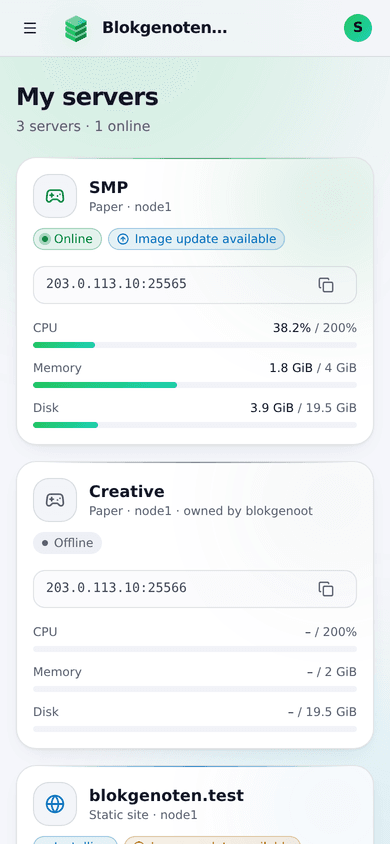 Blokgenoten...
S
My servers
3 servers · 1 online
SMP
Paper · node1
Online
Image update available
203.0.113.10:25565
CPU
38.2% / 200%
Memory
1.8 GiB / 4 GiB
Disk
3.9 GiB / 19.5 GiB
Creative
Paper · node1 · owned by blokgenoot
Offline
203.0.113.10:25566
CPU
– / 200%
Memory
– / 2 GiB
Disk
– / 19.5 GiB
blokgenoten.test
Static site · node1